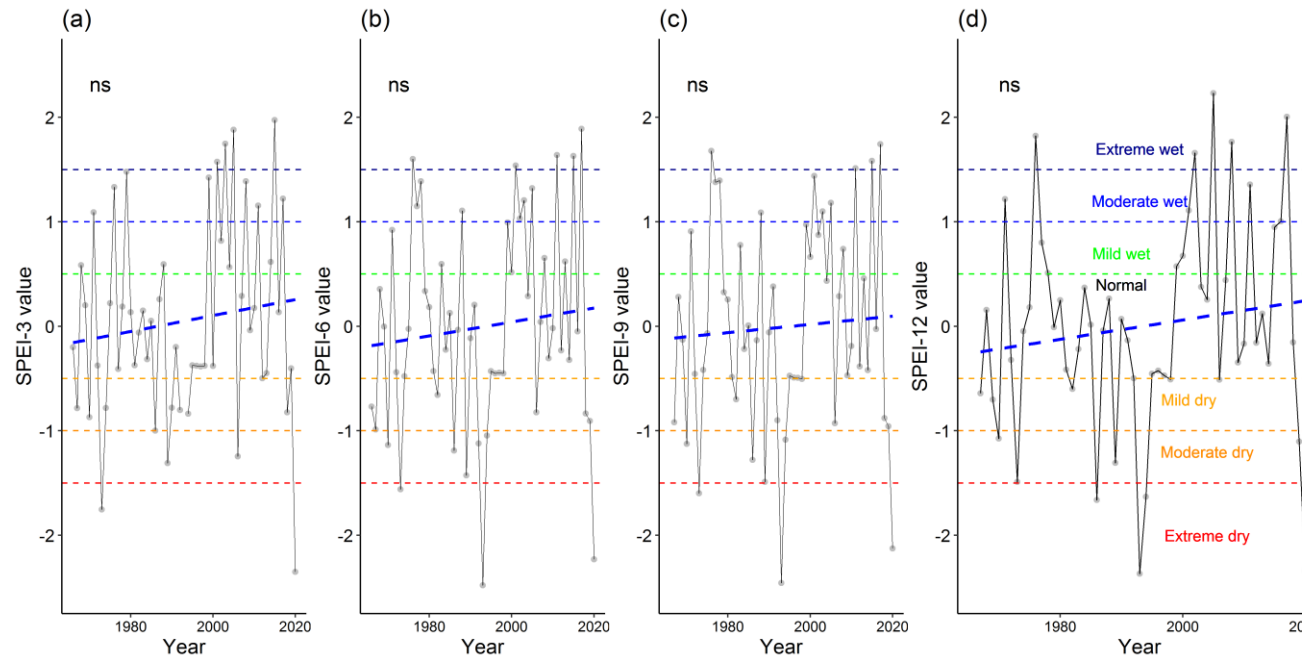 (a)
ns
SPEI-3 value
2
1
0
-1
-2
1980
2000
2020
Year
(b)
ns
SPEI-6 value
2
1
0
-1
-2
1980
2000
2020
Year
(c)
ns
SPEI-9 value
2
1
0
-1
-2
1980
2000
2020
Year
(d)
ns
SPEI-12 value
2
1
0
-1
-2
Extreme wet
Moderate wet
Mild wet
Normal
Mild dry
Moderate dry
Extreme dry
1980
2000
Year